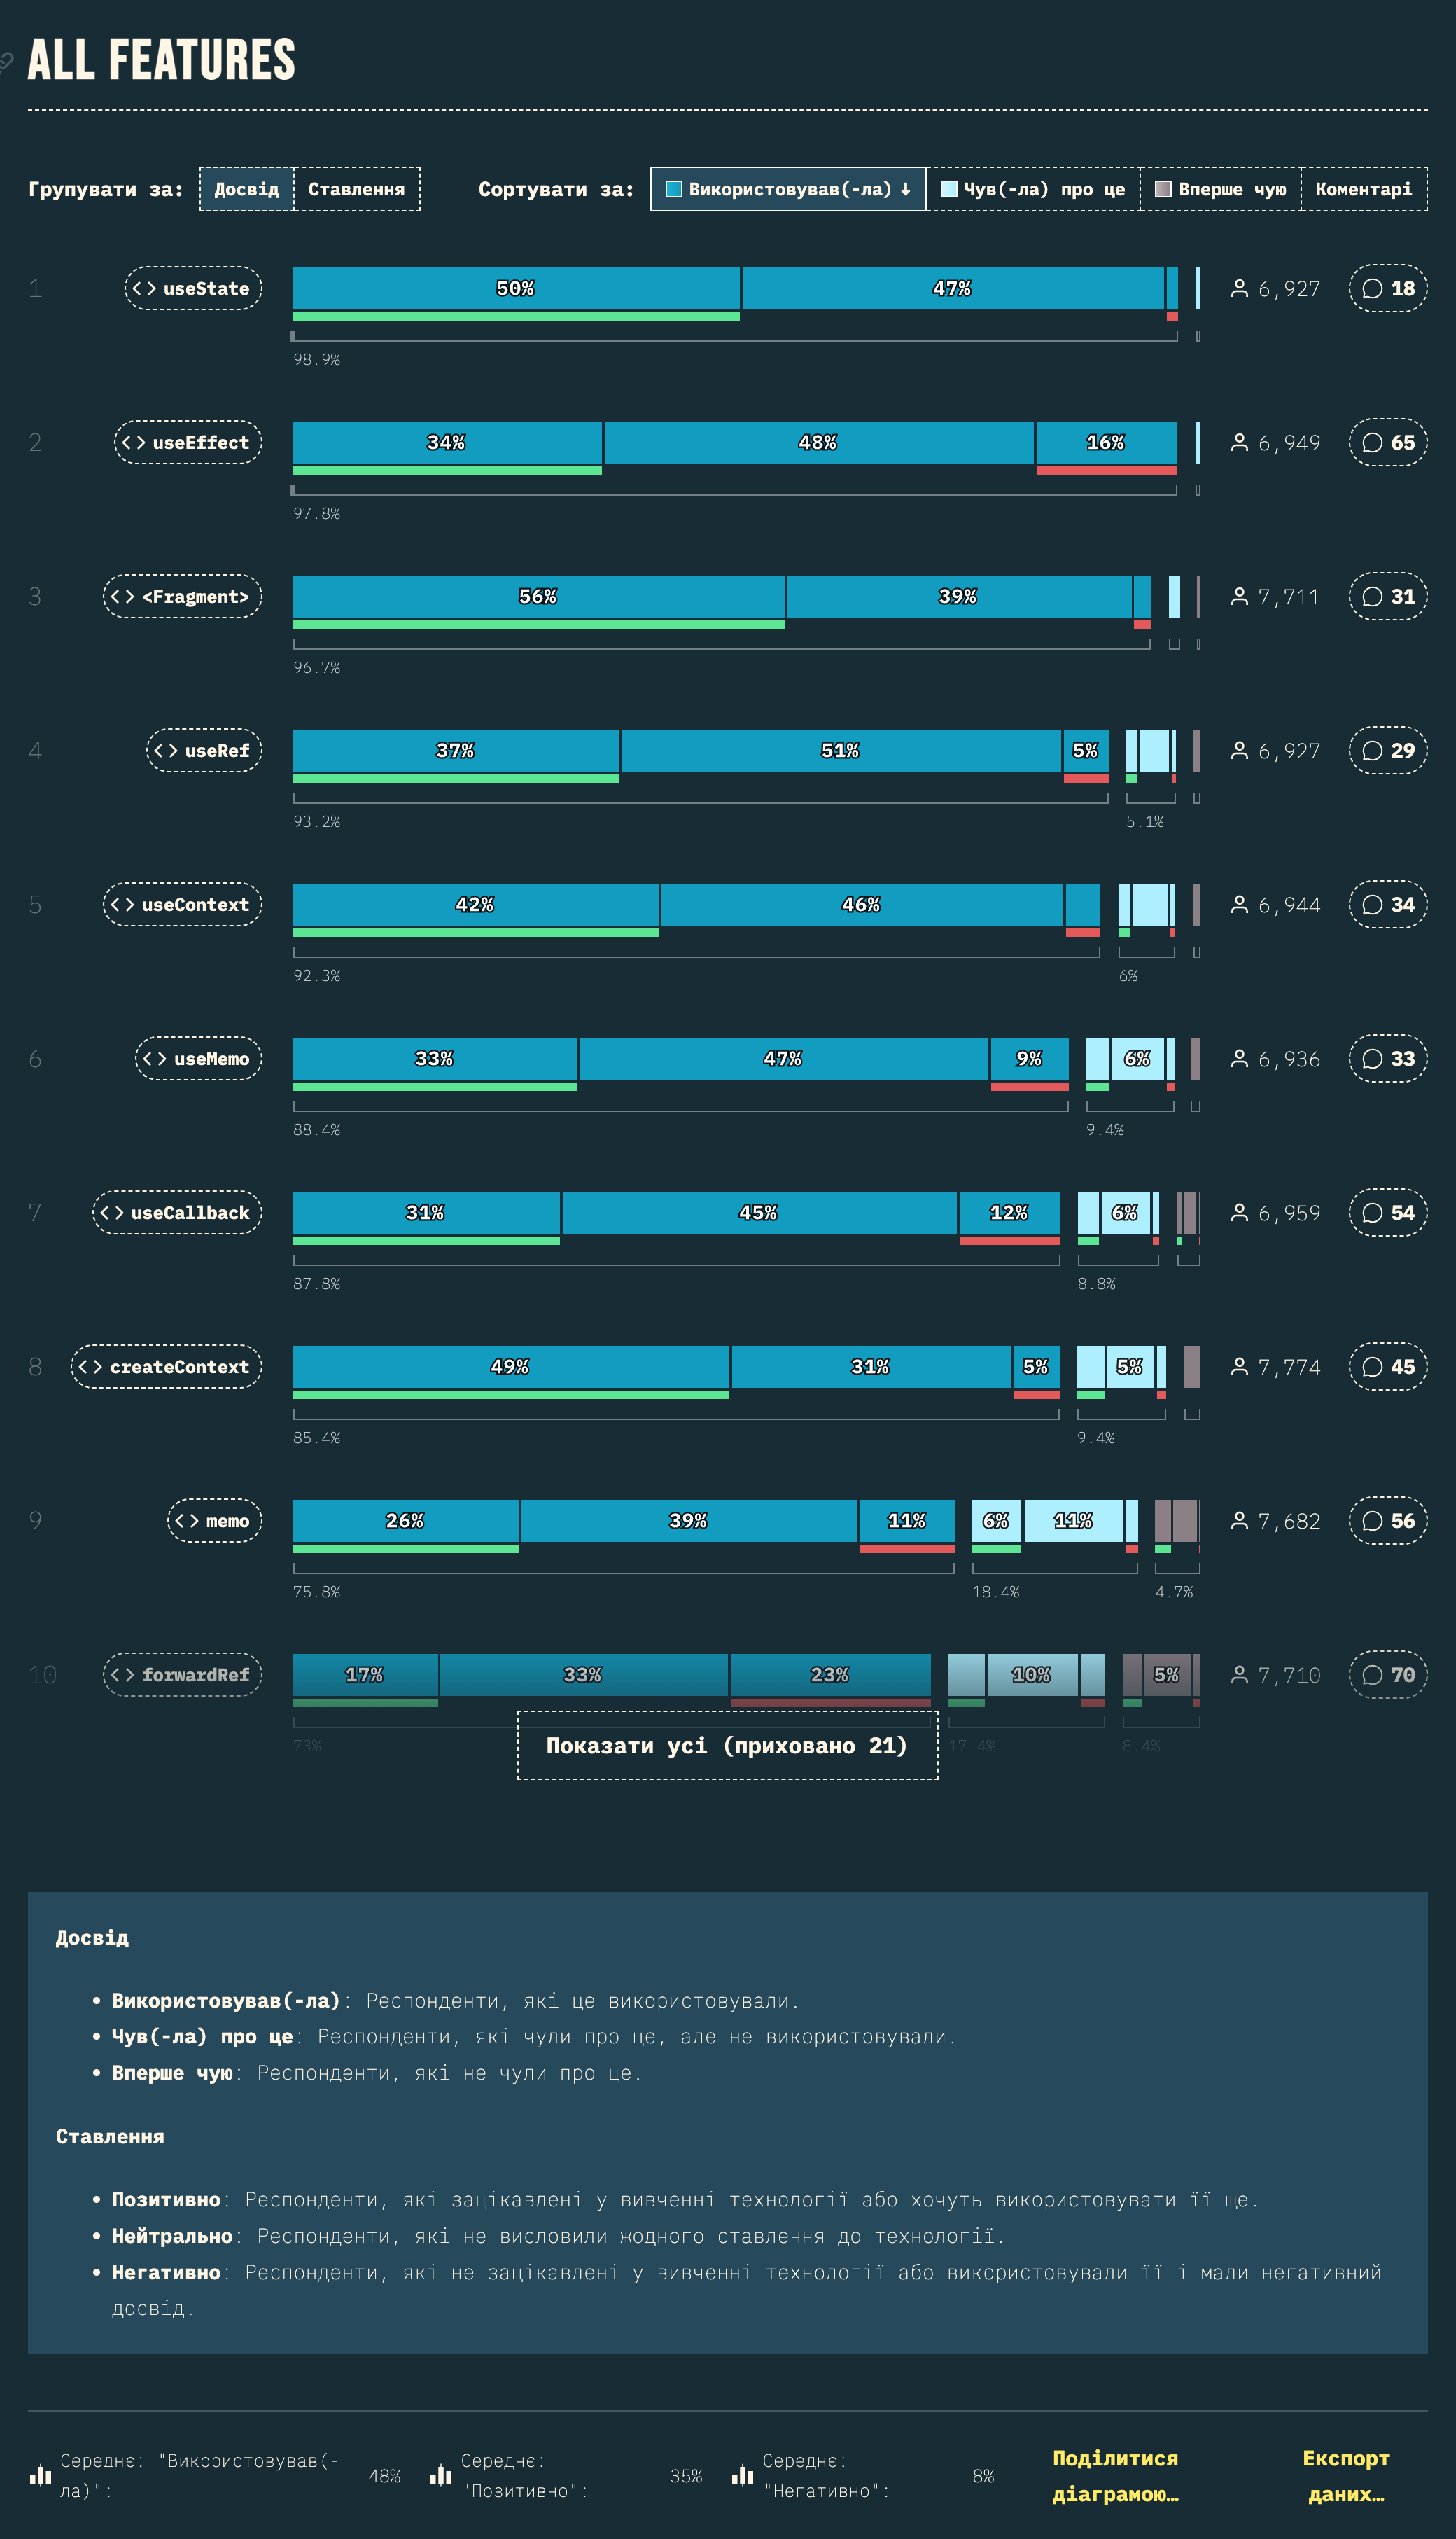 ALL FEATURES
Групувати за: Досвід Ставлення Сортувати за: Використовував(-ла) ↓ Чув(-ла) про це Вперше чую Коментарі
1 <> useState 50% 47% 6,927 18
98.9%
2 <> useEffect 34% 48% 16% 6,949 65
97.8%
3 <> <Fragment> 56% 39% 7,711 31
96.7%
4 <> useRef 37% 51% 5% 6,927 29
93.2% 5.1%
5 <> useContext 42% 46% 6,944 34
92.3% 6%
6 <> useMemo 33% 47% 9% 6% 6,936 33
88.4% 9.4%
7 <> useCallback 31% 45% 12% 6% 6,959 54
87.8% 8.8%
8 <> createContext 49% 31% 5% 5% 7,774 45
85.4% 9.4%
9 <> memo 26% 39% 11% 6% 11% 7,682 56
75.8% 18.4% 4.7%
10 <> forwardRef 17% 33% 23% 10% 5% 7,710 70
73% 17.4% 8.4%
Показати усі (приховано 21)
Досвід
• Використовував(-ла): Респонденти, які це використовували.
• Чув(-ла) про це: Респонденти, які чули про це, але не використовували.
• Вперше чую: Респонденти, які не чули про це.
Ставлення
• Позитивно: Респонденти, які зацікавлені у вивченні технології або хочуть використовувати її ще.
• Нейтрально: Респонденти, які не висловили жодного ставлення до технології.
• Негативно: Респонденти, які не зацікавлені у вивченні технології або використовували її і мали негативний
досвід.
Середнє: "Використовував(-
ла)": 48%
Середнє:
"Позитивно": 35%
Середнє:
"Негативно": 8%
Поділитися
діаграмою…
Експорт
даних…